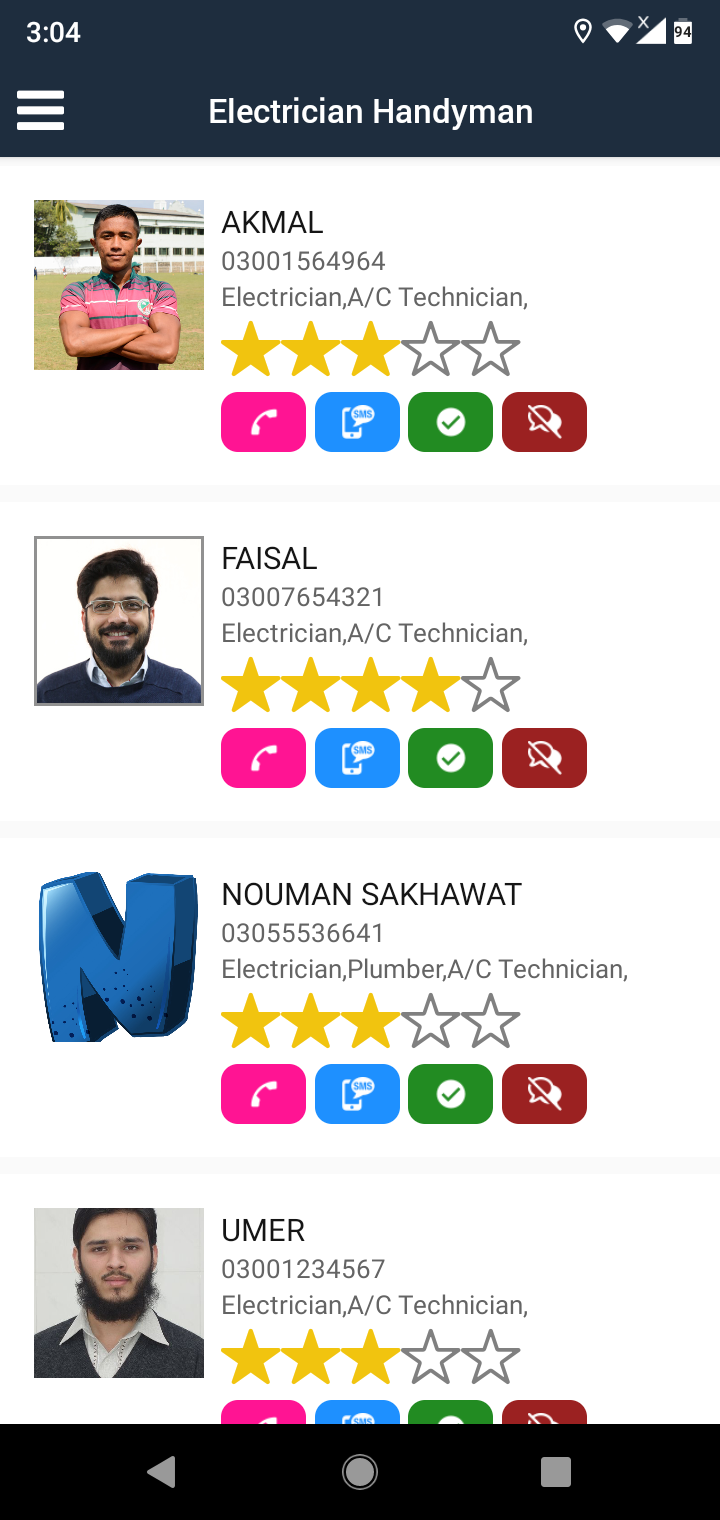 3:04
X
94
Electrician Handyman
AKMAL
03001564964
Electrician,A/C Technician,
SMS
FAISAL
03007654321
Electrician,A/C Technician,
SMS
N
NOUMAN SAKHAWAT
03055536641
Electrician,Plumber,A/C Technician,
SMS
UMER
03001234567
Electrician,A/C Technician,
SMS